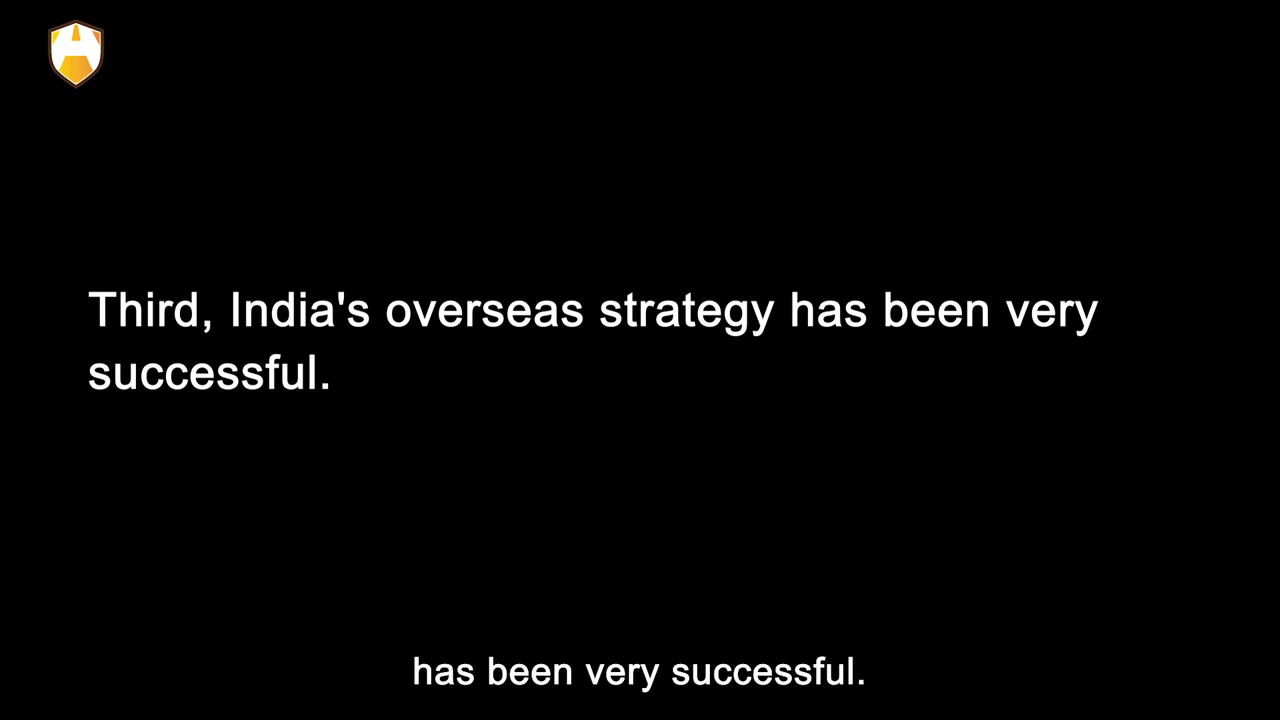 Third, India's overseas strategy has been very
successful.
has been very successful.